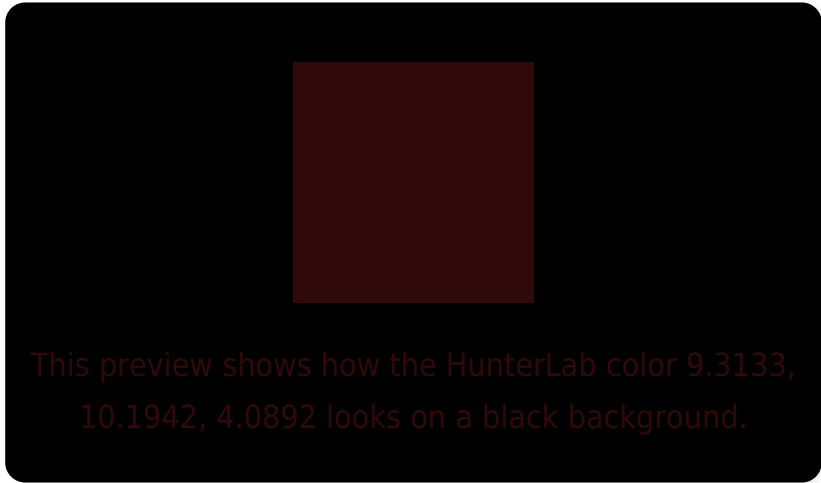 This preview shows how the HunterLab color 9.3133,
10.1942, 4.0892 looks on a black background.